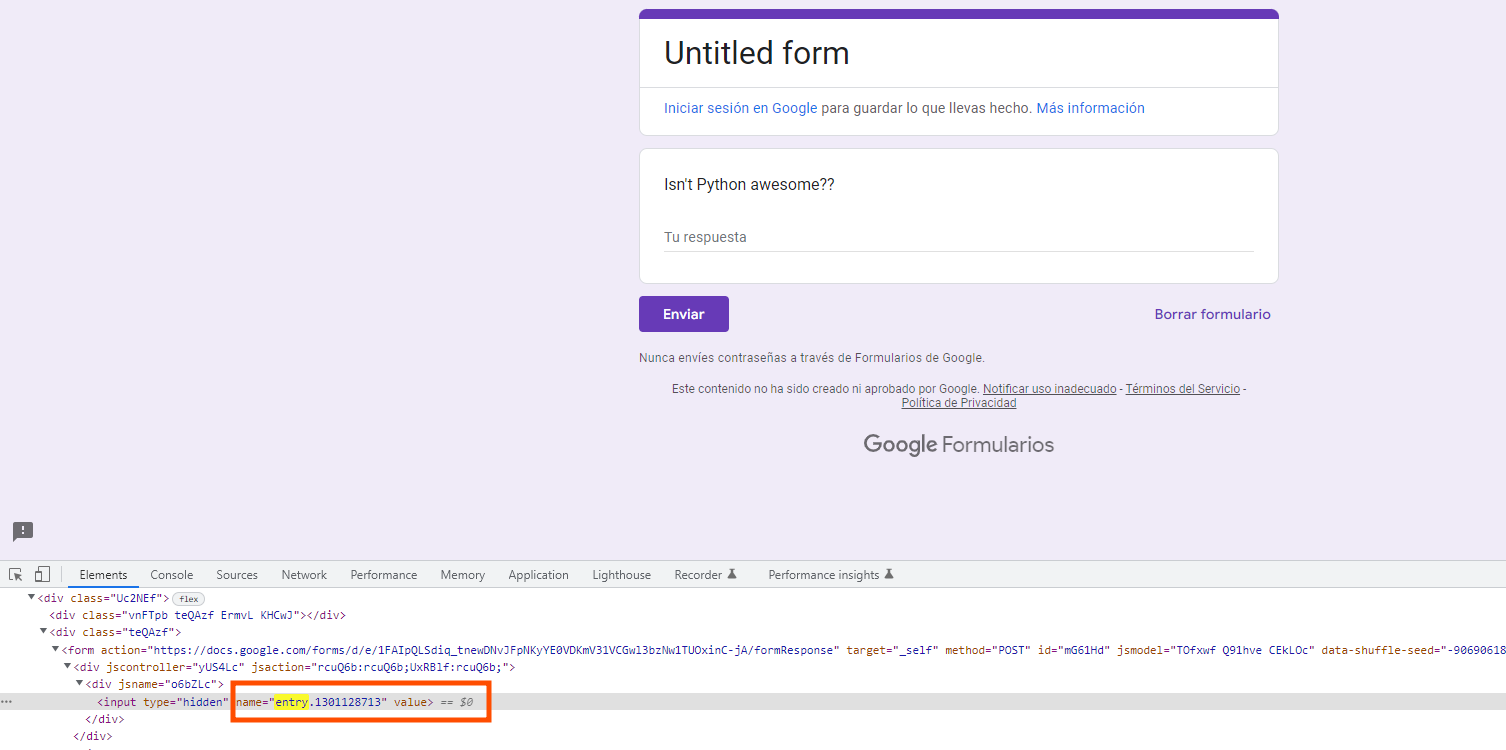 Untitled form
Iniciar sesión en Google para guardar lo que llevas hecho. Más información
Isn't Python awesome??
Tu respuesta
Enviar
Borrar formulario
Nunca envíes contraseñas a través de Formularios de Google.
Este contenido no ha sido creado ni aprobado por Google. Notificar uso inadecuado - Términos del Servicio -
Política de Privacidad
Google Formularios
Elements Console Sources Network Performance Memory Application Lighthouse Recorder Performance insights
<div class="Uc2NEf"> flex
<div class="vnFTpb teQAzf ErmvL KHCwJ"></div>
<div class="teQAzf">
<form action="https://docs.google.com/forms/d/e/1FAIpQLSdiq_tnewDNvJFpNKyYE0VDKmV31VCGwl3bzNw1TUOxinC-jA/formResponse" target="_self" method="POST" id="mG61Hd" jsmodel="TOfxwf Q91hve CEkLOc" data-shuffle-seed="-90690618
<div jscontroller="yUS4Lc" jsaction="rcuQ6b:rcuQ6b;UxRBlf:rcuQ6b;">
<div jsname="o6bZLc">
<input type="hidden" name="entry.1301128713" value> == $0
</div>
</div>